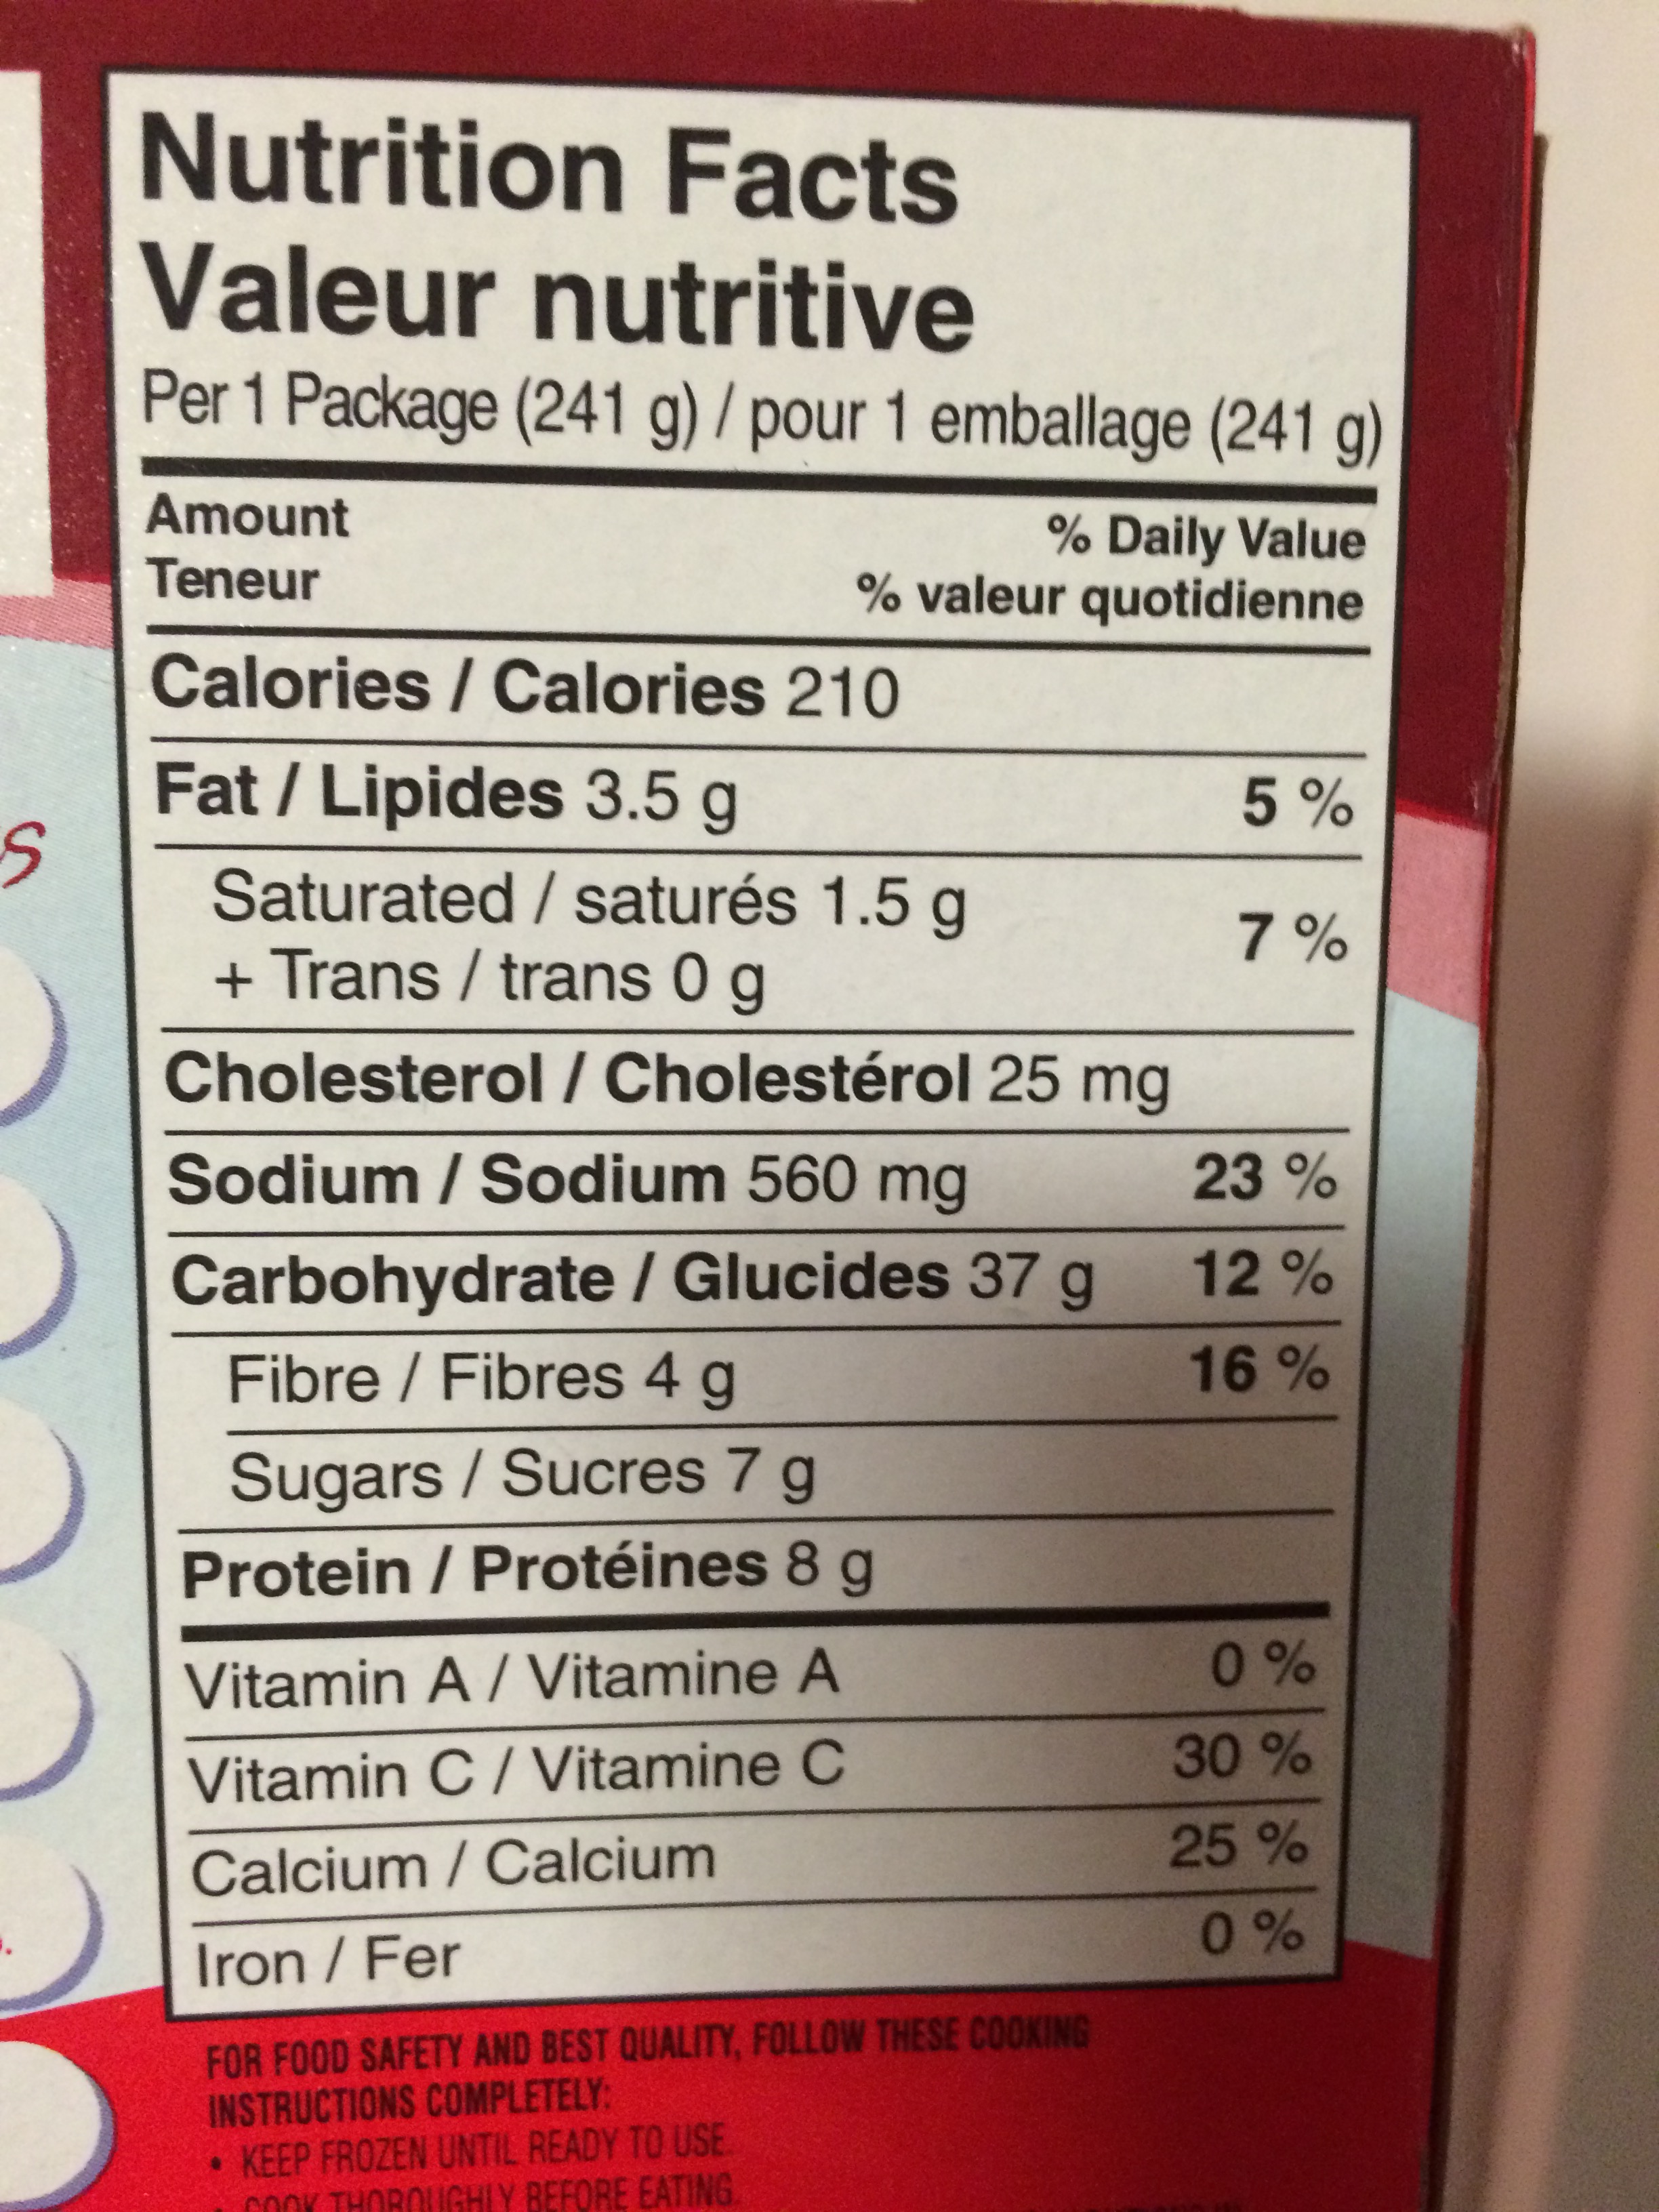 Nutrition Facts
Valeur nutritive
Per 1 Package (241 g) / pour 1 emballage (241 g)
Amount % Daily Value
Teneur % valeur quotidienne
Calories / Calories 210
Fat / Lipides 3.5 g 5 %
Saturated / saturés 1.5 g
+ Trans / trans 0 g 7 %
Cholesterol / Cholestérol 25 mg
Sodium / Sodium 560 mg 23 %
Carbohydrate / Glucides 37 g 12 %
Fibre / Fibres 4 g 16 %
Sugars / Sucres 7 g
Protein / Protéines 8 g
Vitamin A / Vitamine A 0 %
Vitamin C / Vitamine C 30 %
Calcium / Calcium 25 %
Iron / Fer 0 %
FOR FOOD SAFETY AND BEST QUALITY, FOLLOW THESE COOKING
INSTRUCTIONS COMPLETELY:
• KEEP FROZEN UNTIL READY TO USE.
• COOK THOROUGHLY BEFORE EATING.